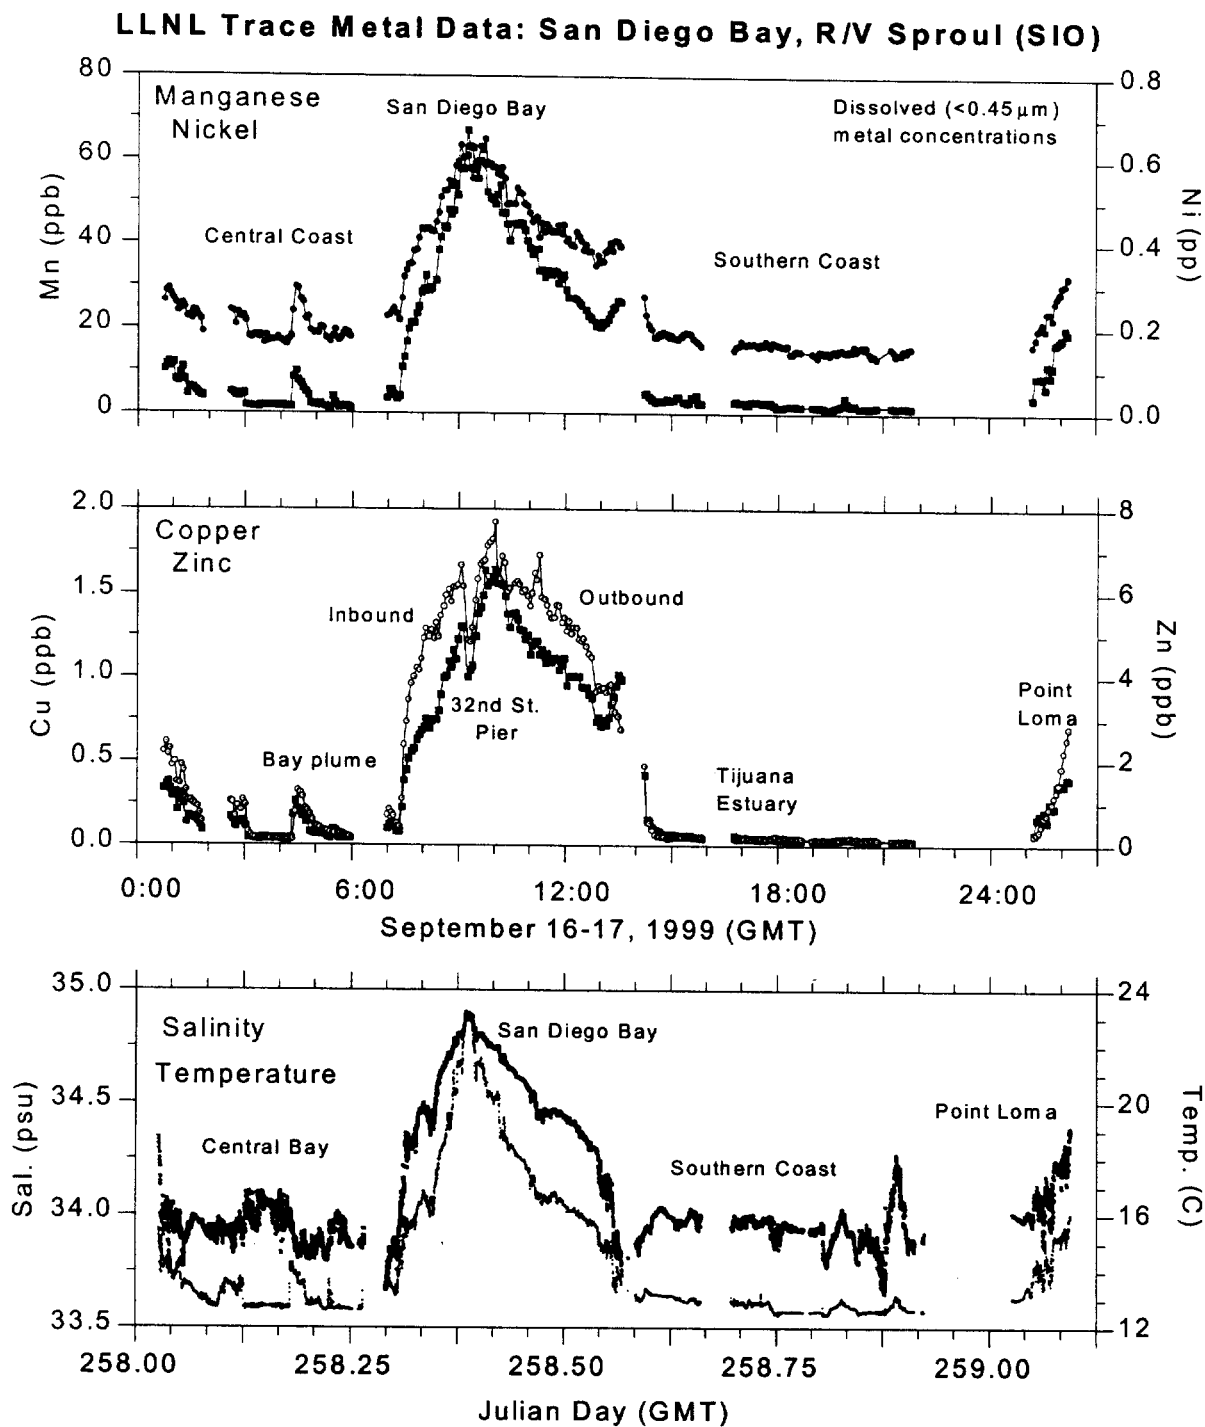 LLNL Trace Metal Data: San Diego Bay, R/V Sproul (SIO)
80
60
40
20
0
Mn (ppb)
Manganese
Nickel
San Diego Bay
Dissolved (<0.45μm)
metal concentrations
Central Coast
Southern Coast
0.8
0.6
0.4
0.2
0.0
Ni (pp)
2.0
1.5
1.0
0.5
0.0
Cu (ppb)
Copper
Zinc
Inbound
Outbound
32nd St.
Pier
Bay plume
Tijuana
Estuary
Point
Loma
8
6
4
2
0
Zn (ppb)
0:00 6:00 12:00 18:00 24:00
September 16-17, 1999 (GMT)
35.0
34.5
34.0
33.5
Sal. (psu)
Salinity
Temperature
San Diego Bay
Central Bay
Southern Coast
Point Loma
24
20
16
12
Temp. (C)
258.00 258.25 258.50 258.75 259.00
Julian Day (GMT)